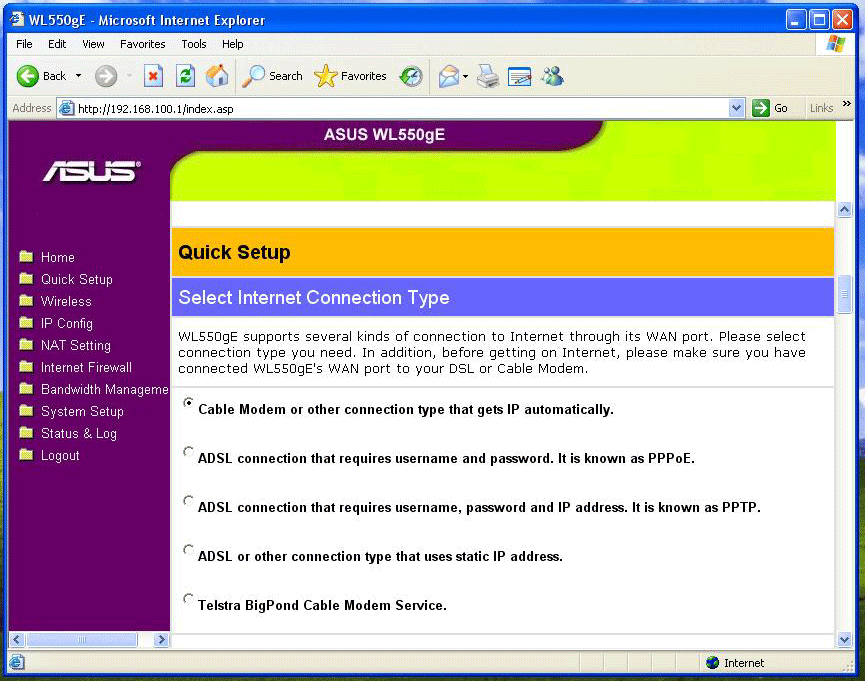 WL550gE - Microsoft Internet Explorer
File Edit View Favorites Tools Help
Back Search Favorites
Address http://192.168.100.1/index.asp Go Links »
ASUS WL550gE
ASUS®
Home
Quick Setup
Wireless
IP Config
NAT Setting
Internet Firewall
Bandwidth Manageme
System Setup
Status & Log
Logout
Quick Setup
Select Internet Connection Type
WL550gE supports several kinds of connection to Internet through its WAN port. Please select
connection type you need. In addition, before getting on Internet, please make sure you have
connected WL550gE's WAN port to your DSL or Cable Modem.
Cable Modem or other connection type that gets IP automatically.
ADSL connection that requires username and password. It is known as PPPoE.
ADSL connection that requires username, password and IP address. It is known as PPTP.
ADSL or other connection type that uses static IP address.
Telstra BigPond Cable Modem Service.
Internet